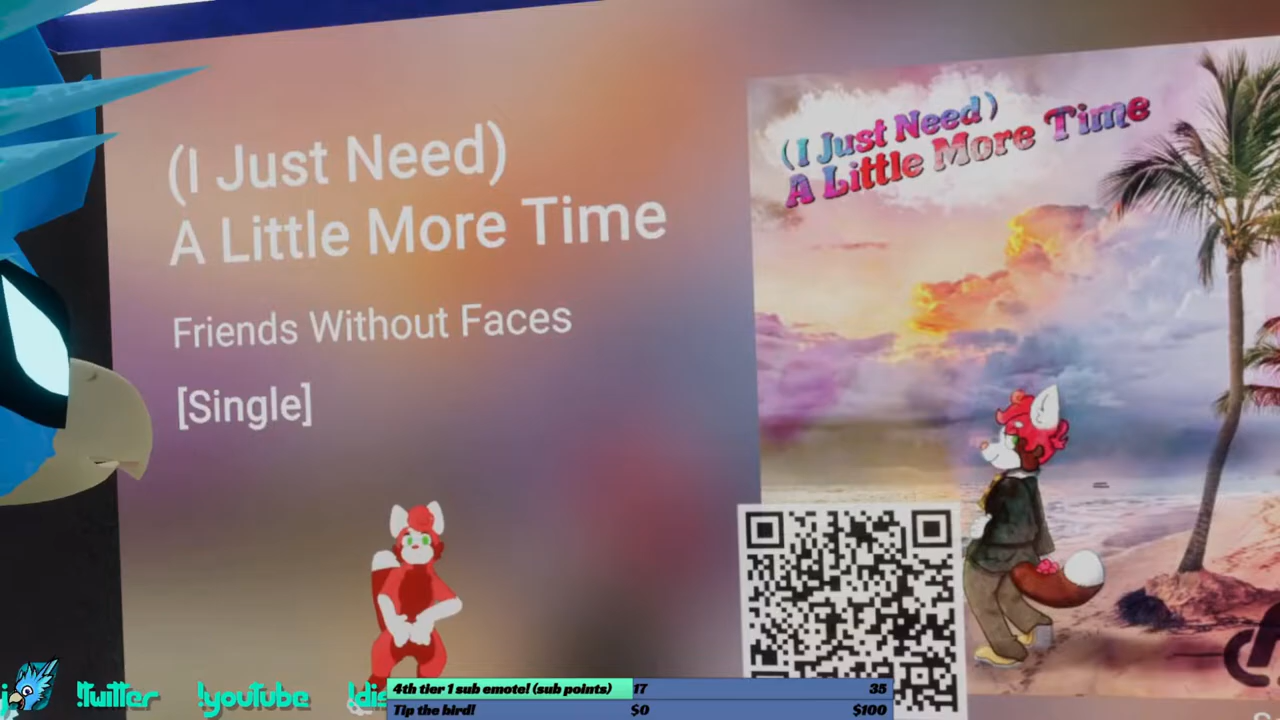 (I Just Need)
A Little More Time
Friends Without Faces
[Single]
(I Just Need)
A Little More Time
!twitter
!youtube
!dis
4th tier 1 sub emote! (sub points)
17
35
Tip the bird!
$0
$100